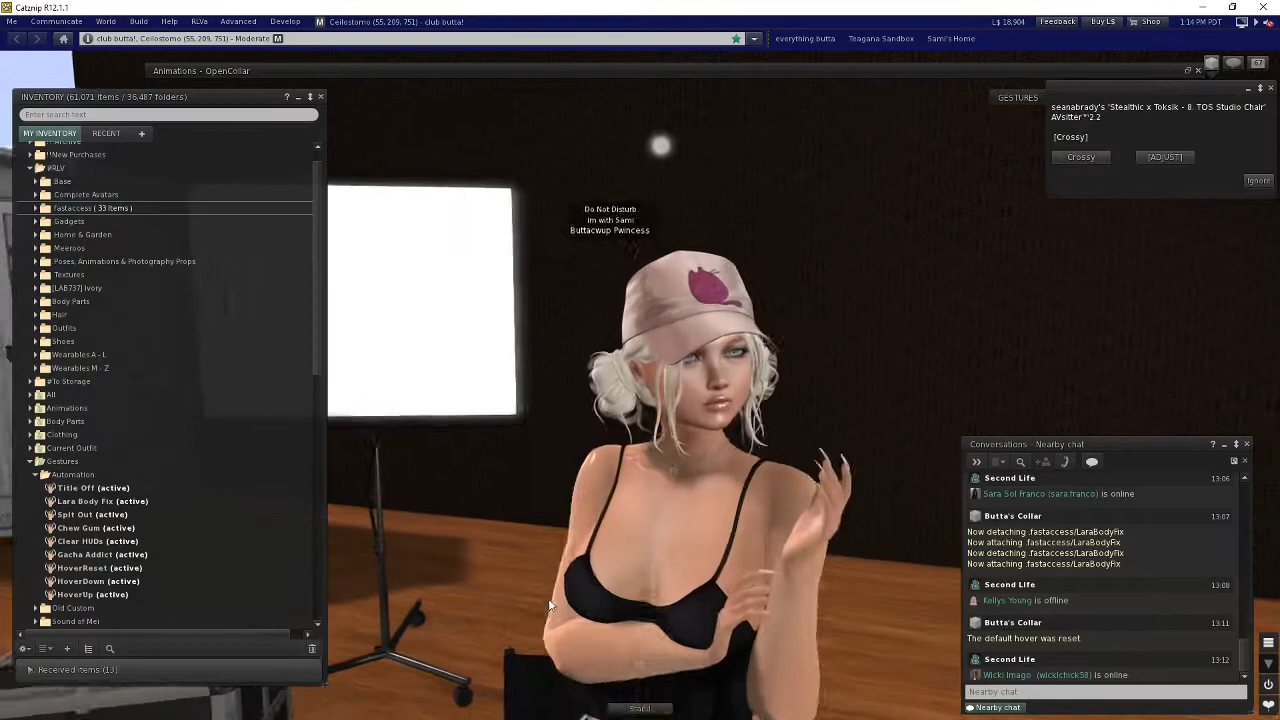 Catznip R12.1.1
Me Communicate World Build Help RLVa Advanced Develop M Ceilostomo (55, 209, 751) - club butta! L$ 18,904 Feedback Buy L$ Shop 1:14 PM PDT
club butta!, Ceilostomo (55, 209, 751) - Moderate M everything butta Teagana Sandbox Sami's Home
Animations - OpenCollar
67
INVENTORY (61,071 Items / 36,487 folders)
Enter search text
MY INVENTORY RECENT
!!Archive
!!New Purchases
#RLV
Base
Complete Avatars
fastaccess ( 33 Items )
Gadgets
Home & Garden
Meeroos
Poses, Animations & Photography Props
Textures
[LAB737] Ivory
Body Parts
Hair
Outfits
Shoes
Wearables A - L
Wearables M - Z
#To Storage
All
Animations
Body Parts
Clothing
Current Outfit
Gestures
Automation
Title Off (active)
Lara Body Fix (active)
Spit Out (active)
Chew Gum (active)
Clear HUDs (active)
Gacha Addict (active)
HoverReset (active)
HoverDown (active)
HoverUp (active)
Old Custom
Sound of Mei
Received items (13)
Do Not Disturb.
Im with Sami
Buttacwup Pwincess
Stand
GESTURES
seanabrady's 'Stealthic x Toksik - 8. TOS Studio Chair'
AVsitter™2.2
[Crossy]
Crossy [ADJUST]
Ignore
Conversations - Nearby chat
Second Life 13:06
Sara Sol Franco (sara.franco) is online
Butta's Collar 13:07
Now detaching .fastaccess/LaraBodyFix
Now attaching .fastaccess/LaraBodyFix
Now detaching .fastaccess/LaraBodyFix
Now attaching .fastaccess/LaraBodyFix
Second Life 13:08
Kellys Young is offline
Butta's Collar 13:11
The default hover was reset.
Second Life 13:12
Wicki Imago (wickichick58) is online
Nearby chat
Nearby chat